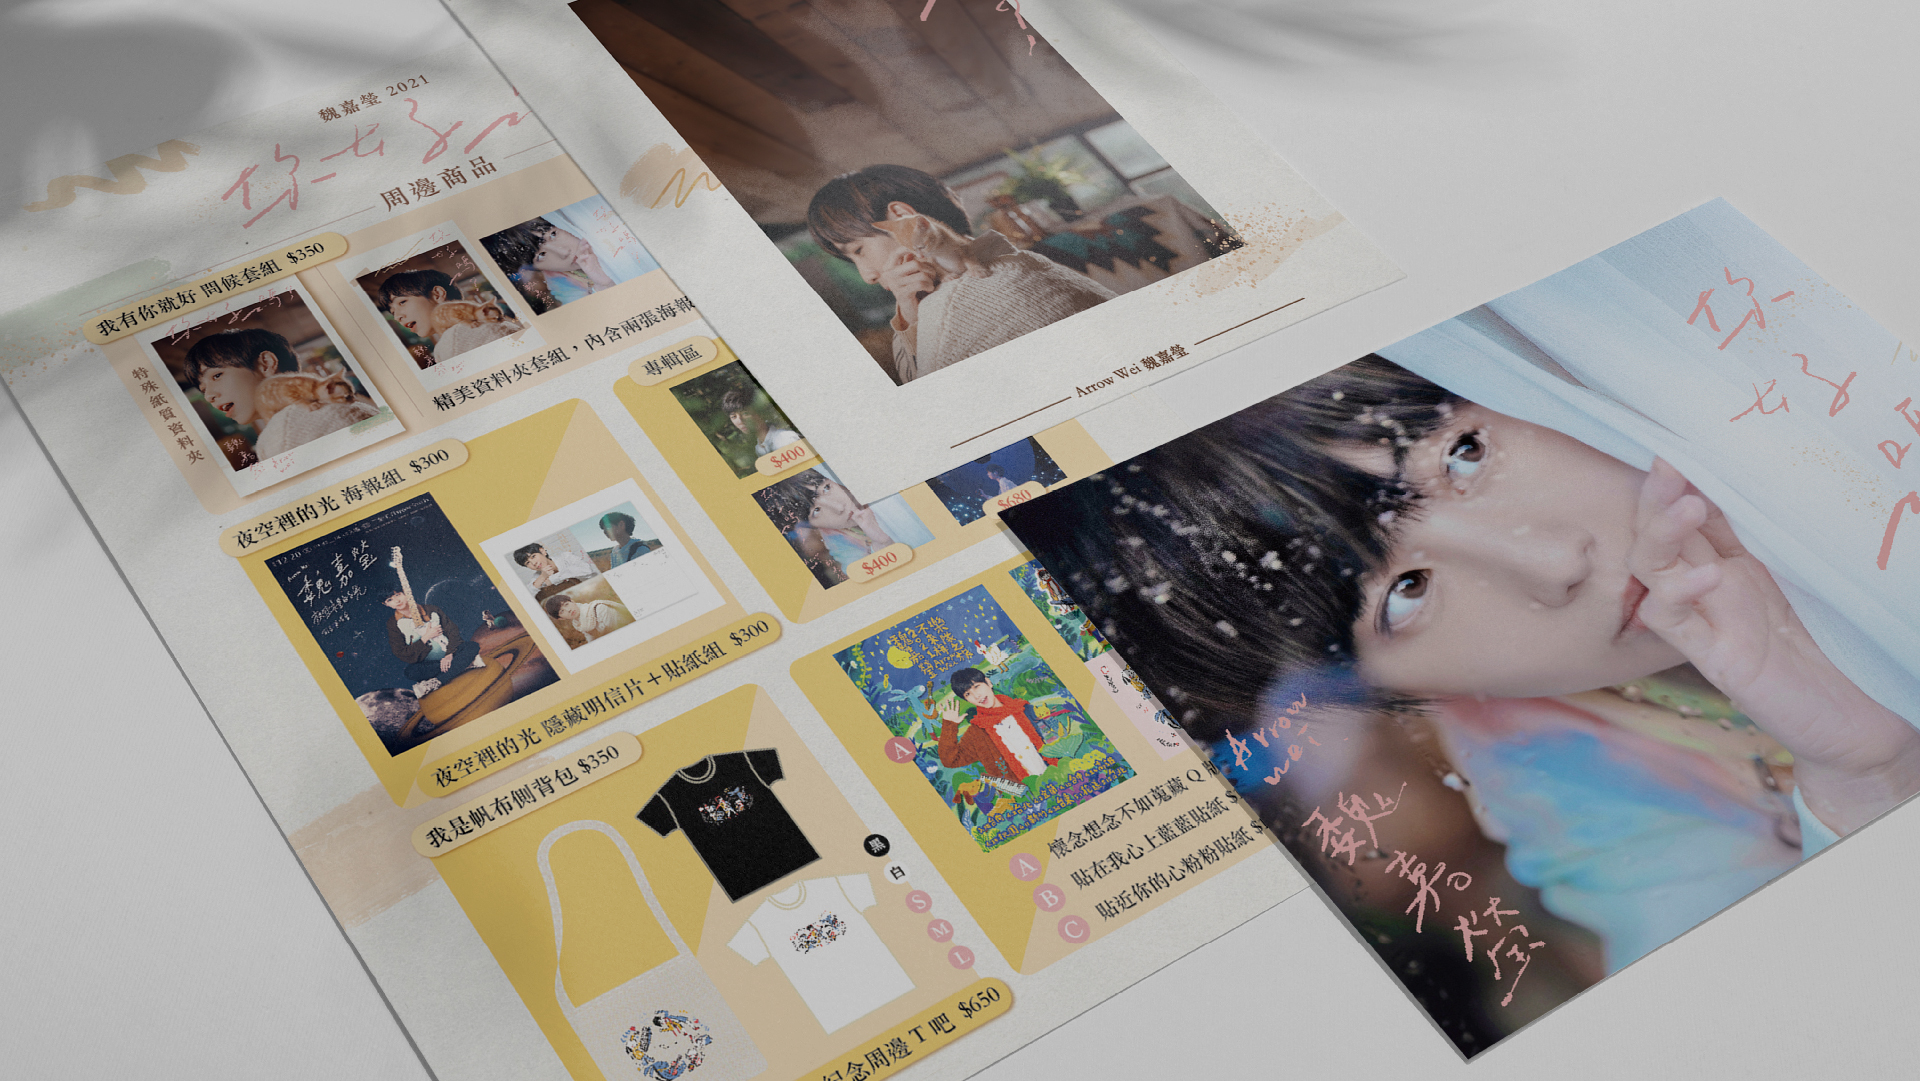 魏嘉瑩 2021
你好
周邊商品
我有你就好 問候套組 $350
特殊紙質資料夾
精美資料夾套組，內含兩張海報
夜空裡的光 海報組 $300
魏嘉瑩
夜空裡的光 隱藏明信片＋貼紙組 $300
專輯區
$400
$400
$680
我是帆布側背包 $350
黑
白
S
M
L
紀念周邊 T 吧 $650
A
A 懷念想念不如蒐藏 Q
B 貼在我心上藍藍貼紙
C 貼近你的心粉粉貼紙
Arrow Wei 魏嘉瑩
你
好
嗎
Arrow
Wei
魏嘉瑩